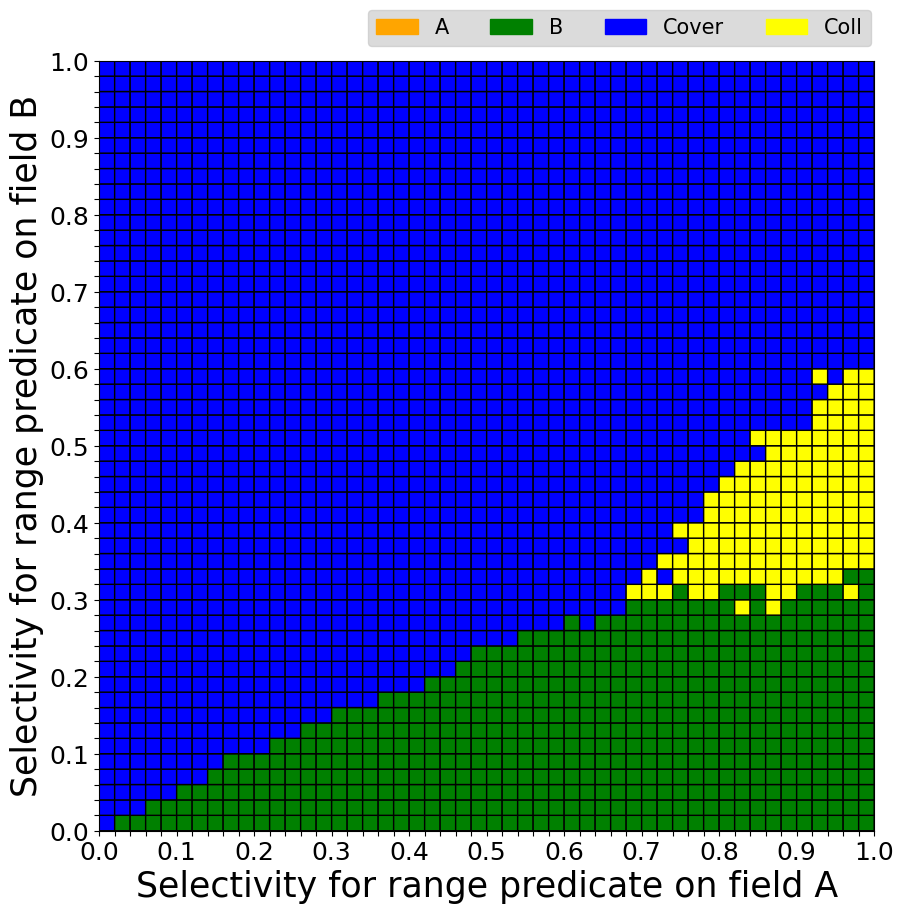 A B Cover Coll
1.0
0.9
0.8
0.7
0.6
0.5
0.4
0.3
0.2
0.1
0.0
Selectivity for range predicate on field B
0.0 0.1 0.2 0.3 0.4 0.5 0.6 0.7 0.8 0.9 1.0
Selectivity for range predicate on field A